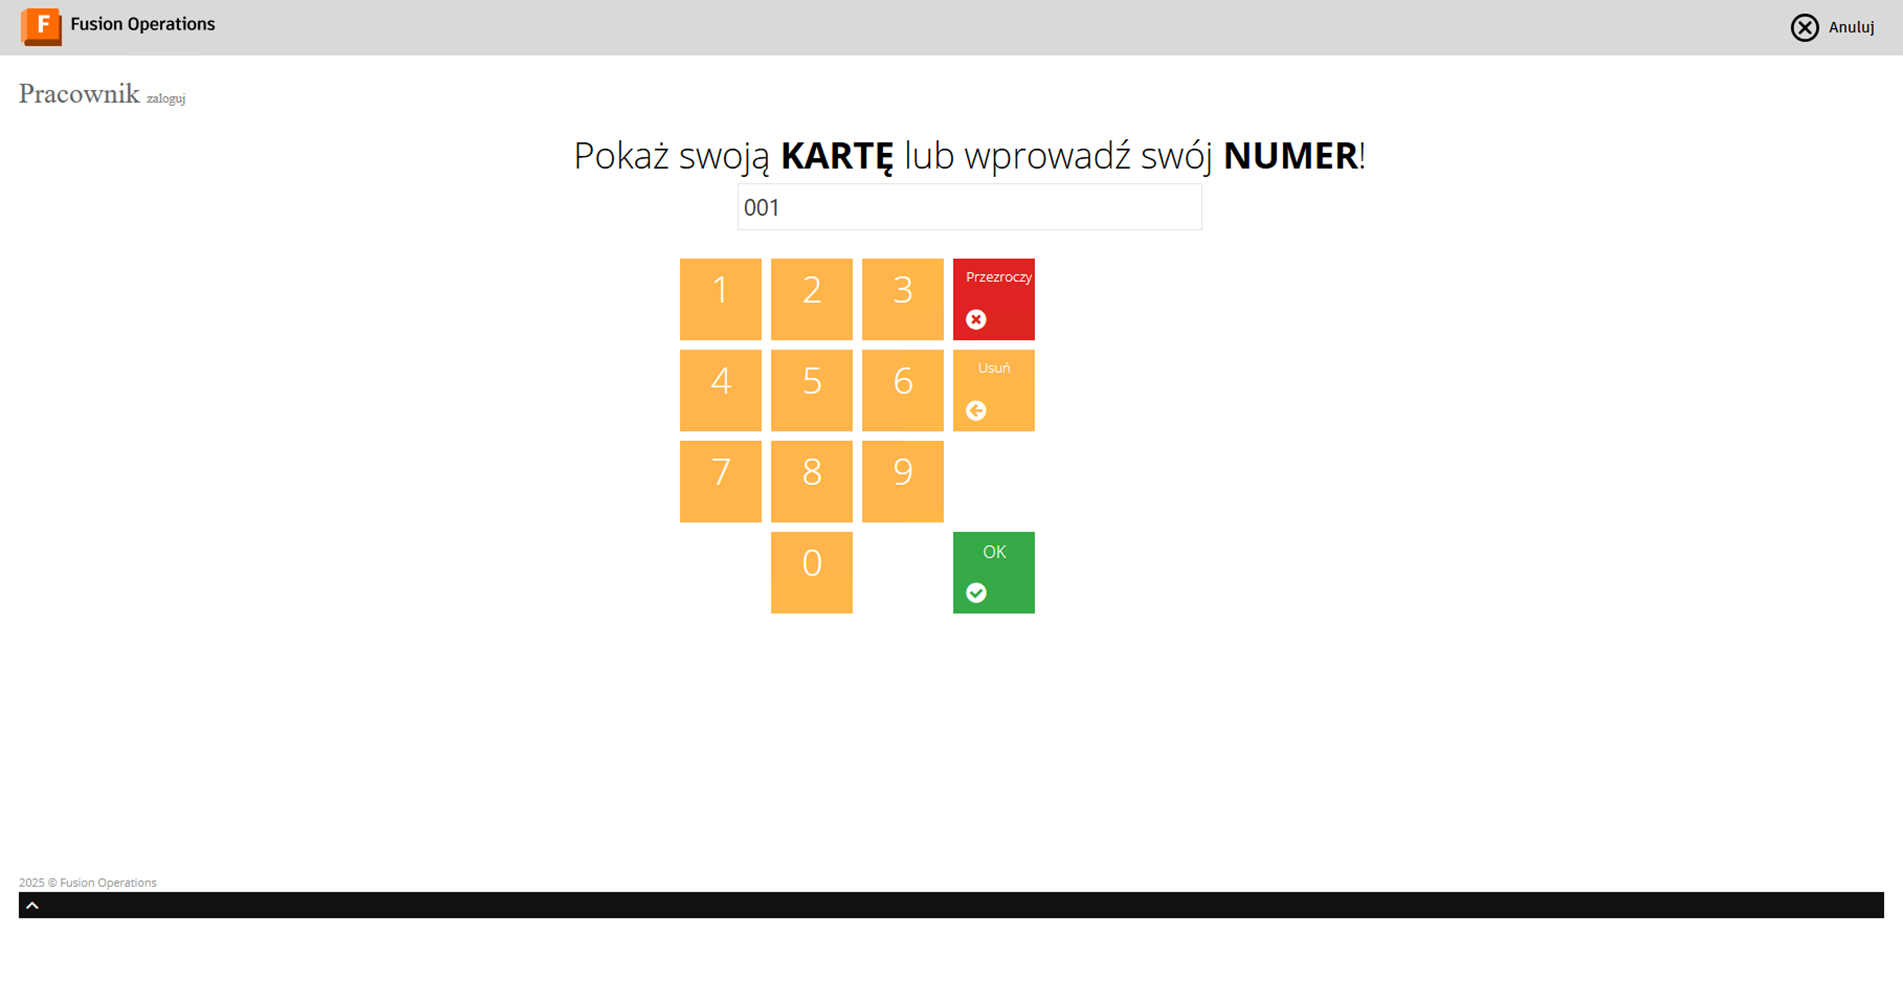 F Fusion Operations
Anuluj
Pracownik zaloguj
Pokaż swoją KARTĘ lub wprowadź swój NUMER!
001
1 2 3 Przezroczy
4 5 6 Usuń
7 8 9
0 OK
2025 © Fusion Operations